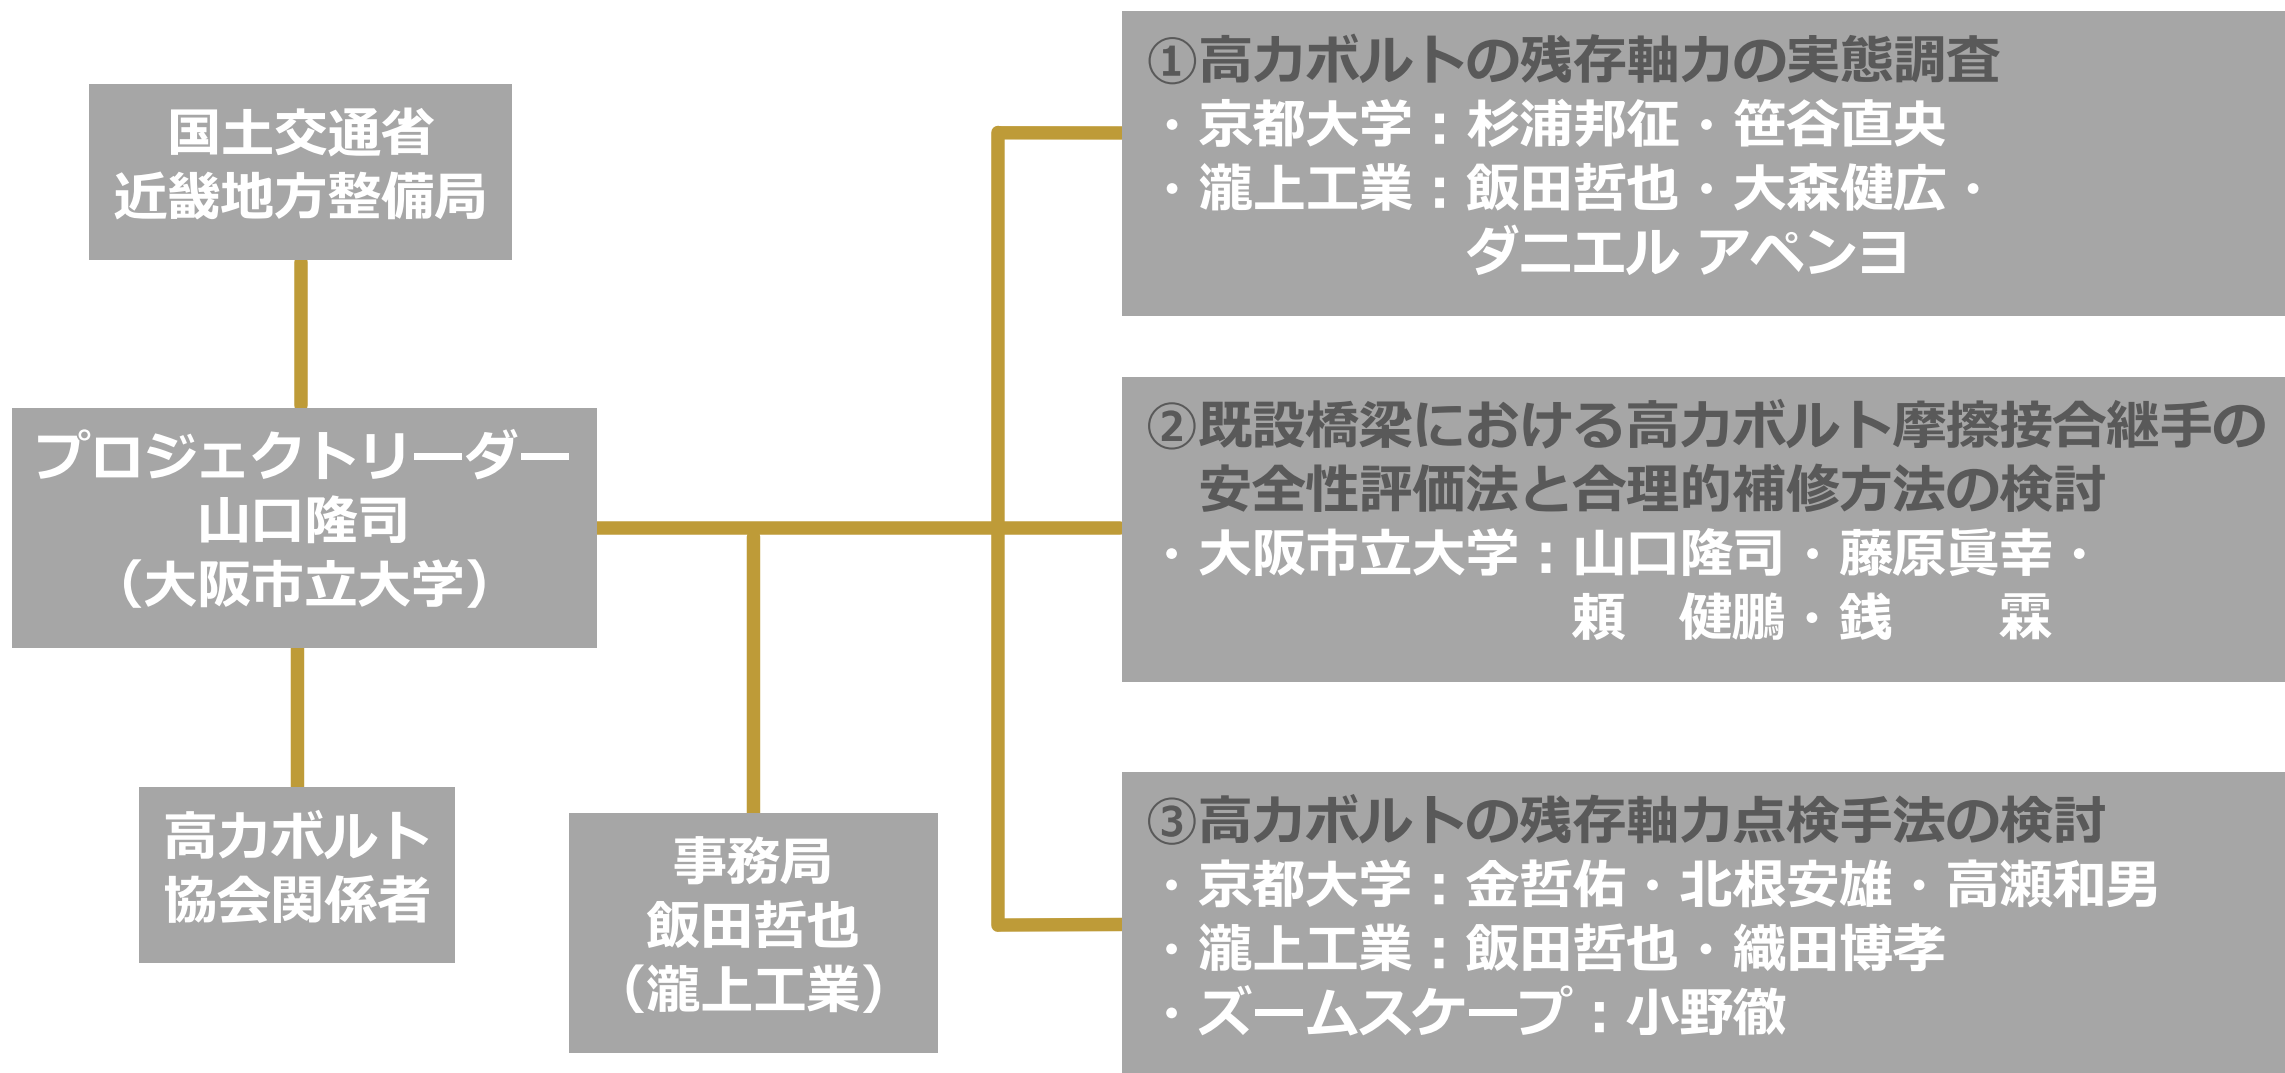 国土交通省
近畿地方整備局
プロジェクトリーダー
山口隆司
（大阪市立大学）
高力ボルト
協会関係者
事務局
飯田哲也
（瀧上工業）
①高力ボルトの残存軸力の実態調査
・京都大学：杉浦邦征・笹谷直央
・瀧上工業：飯田哲也・大森健広・
ダニエル アペンヨ
②既設橋梁における高力ボルト摩擦接合継手の
安全性評価法と合理的補修方法の検討
・大阪市立大学：山口隆司・藤原眞幸・
頼　健鵬・銭　　霖
③高力ボルトの残存軸力点検手法の検討
・京都大学：金哲佑・北根安雄・高瀬和男
・瀧上工業：飯田哲也・織田博孝
・ズームスケープ：小野徹